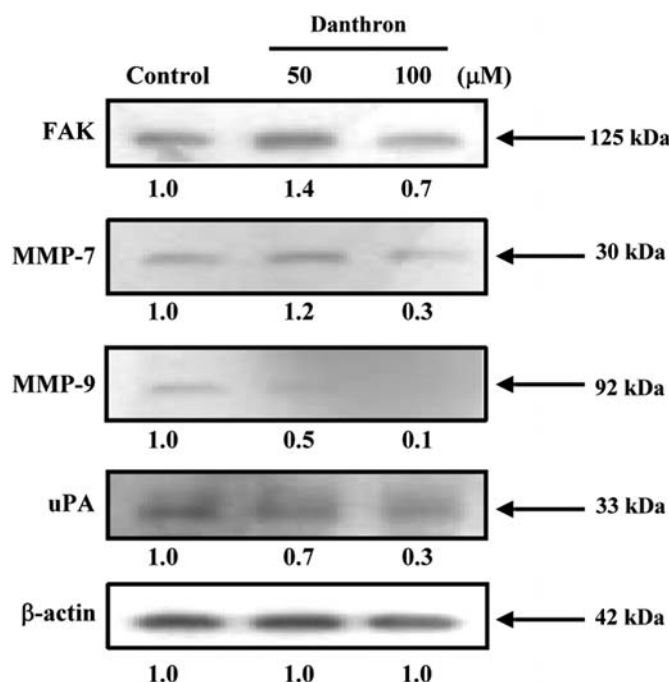 Danthron
Control 50 100 (μM)
FAK 125 kDa
1.0 1.4 0.7
MMP-7 30 kDa
1.0 1.2 0.3
MMP-9 92 kDa
1.0 0.5 0.1
uPA 33 kDa
1.0 0.7 0.3
β-actin 42 kDa
1.0 1.0 1.0